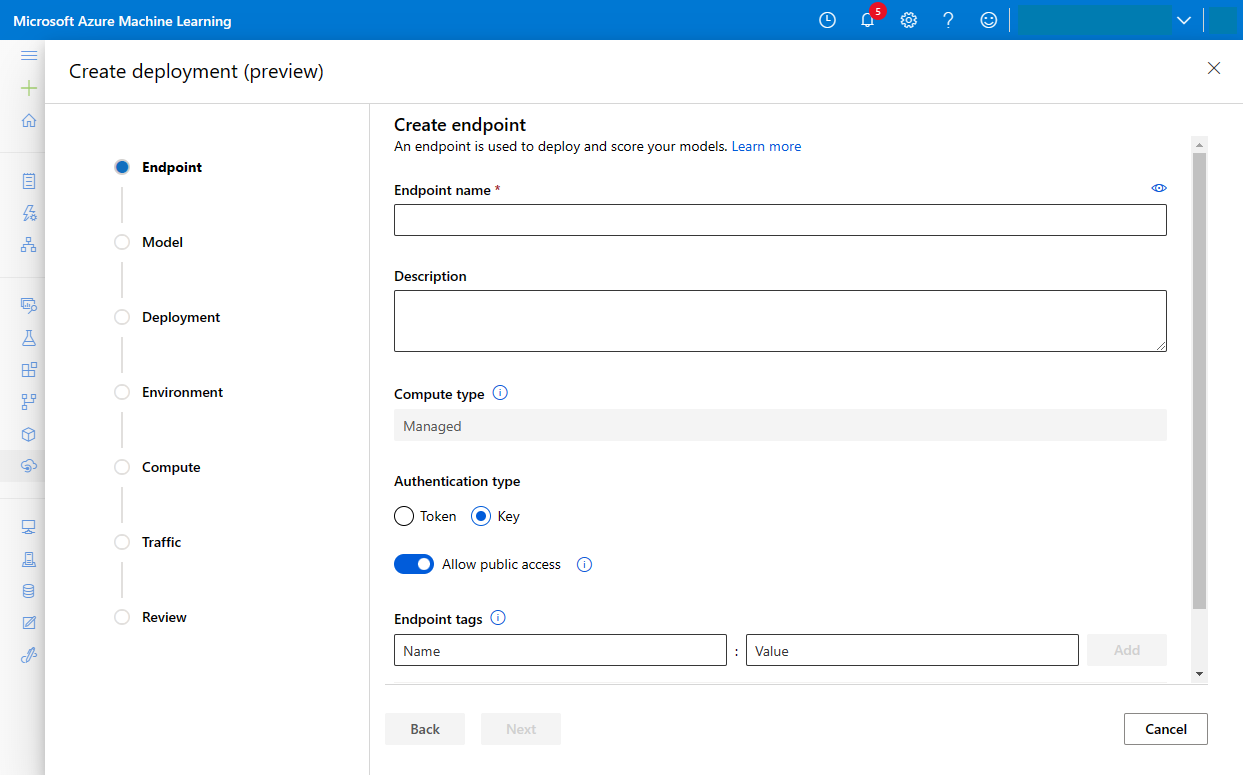 Microsoft Azure Machine Learning
5
Create deployment (preview)
Endpoint
Model
Deployment
Environment
Compute
Traffic
Review
Create endpoint
An endpoint is used to deploy and score your models. Learn more
Endpoint name *
Description
Compute type
Managed
Authentication type
Token Key
Allow public access
Endpoint tags
Name : Value Add
Back Next Cancel